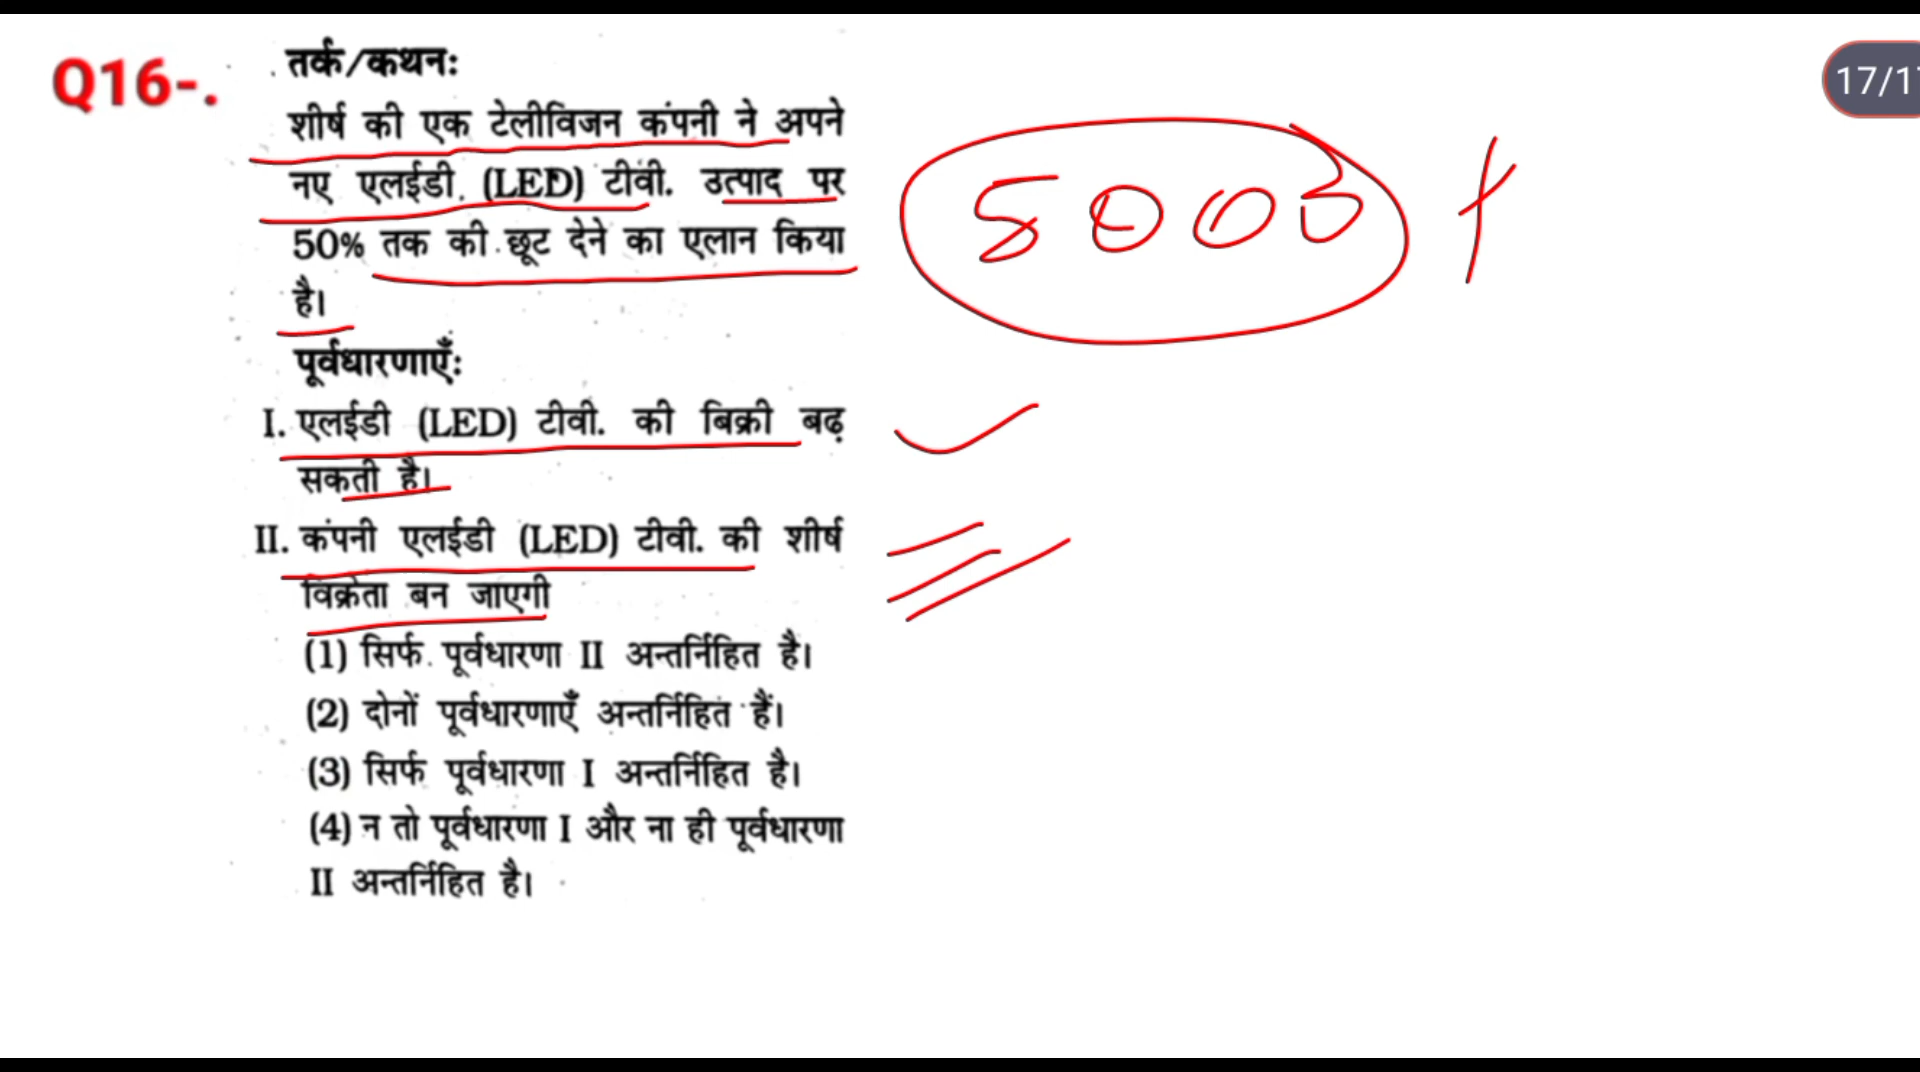 Q16-.
तर्क/कथन:
शीर्ष की एक टेलीविजन कंपनी ने अपने
नए एलईडी (LED) टीवी. उत्पाद पर
50% तक की छूट देने का एलान किया
है।
पूर्वधारणाएँ:
I. एलईडी (LED) टीवी. की बिक्री बढ़
सकती है।
II. कंपनी एलईडी (LED) टीवी. की शीर्ष
विक्रेता बन जाएगी
(1) सिर्फ पूर्वधारणा II अन्तर्निहित है।
(2) दोनों पूर्वधारणाएँ अन्तर्निहित हैं।
(3) सिर्फ पूर्वधारणा I अन्तर्निहित है।
(4) न तो पूर्वधारणा I और ना ही पूर्वधारणा
II अन्तर्निहित है।
5000
17/17